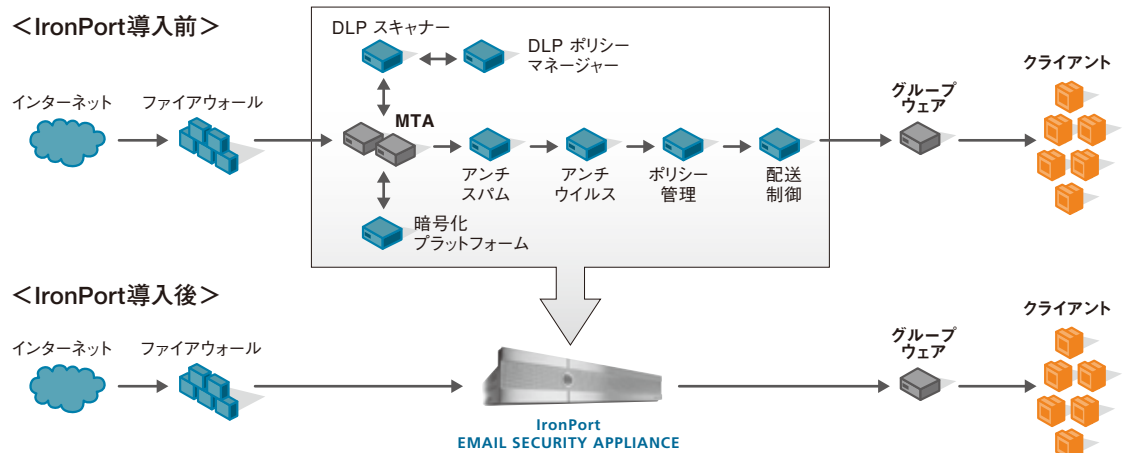 ＜IronPort導入前＞
DLP スキャナー
DLP ポリシー
マネージャー
インターネット
ファイアウォール
MTA
アンチ
スパム
アンチ
ウイルス
ポリシー
管理
配送
制御
暗号化
プラットフォーム
グループ
ウェア
クライアント
＜IronPort導入後＞
インターネット
ファイアウォール
IronPort
EMAIL SECURITY APPLIANCE
グループ
ウェア
クライアント